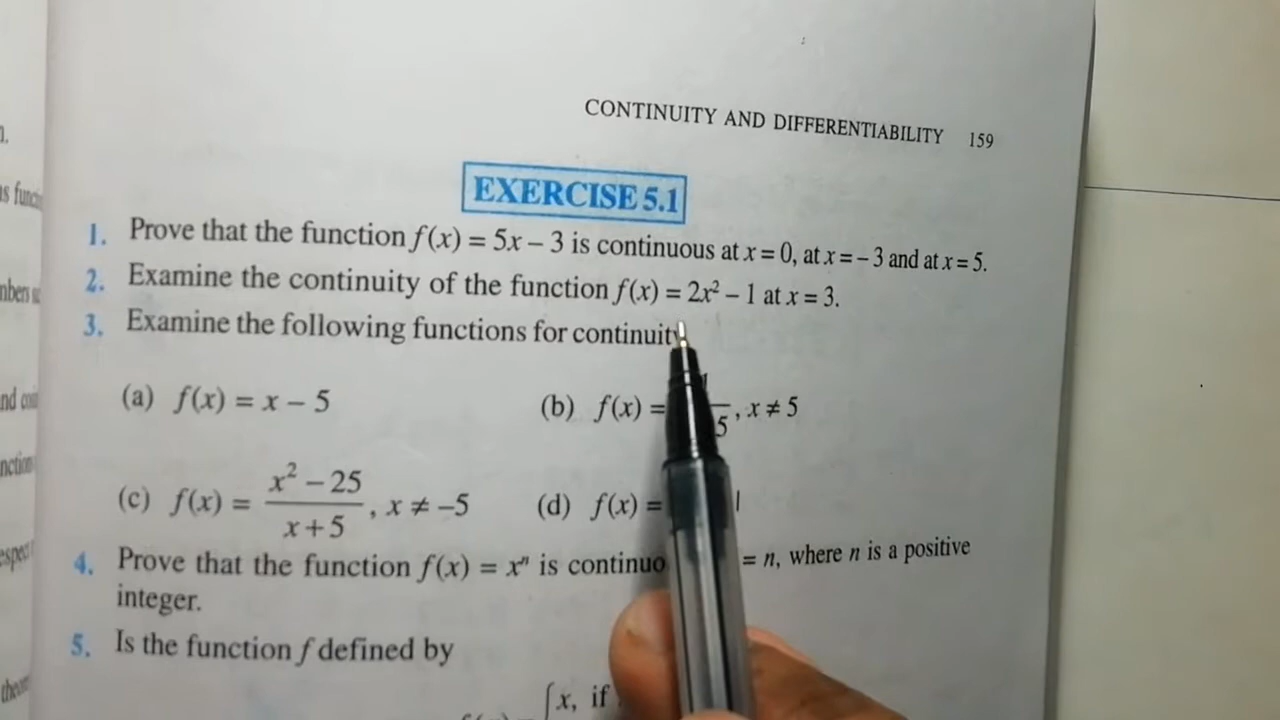 CONTINUITY AND DIFFERENTIABILITY 159
EXERCISE 5.1
1. Prove that the function f(x) = 5x – 3 is continuous at x = 0, at x = – 3 and at x = 5.
2. Examine the continuity of the function f(x) = 2x² – 1 at x = 3.
3. Examine the following functions for
(a) f(x) = x – 5 (b) f(x) = 5 , x ≠ 5
(c) f(x) = (x² – 25)/(x + 5) , x ≠ –5 (d) f(x) = |
4. Prove that the function f(x) = xⁿ is = n, where n is a positive
integer.
5. Is the function f defined by
x, if